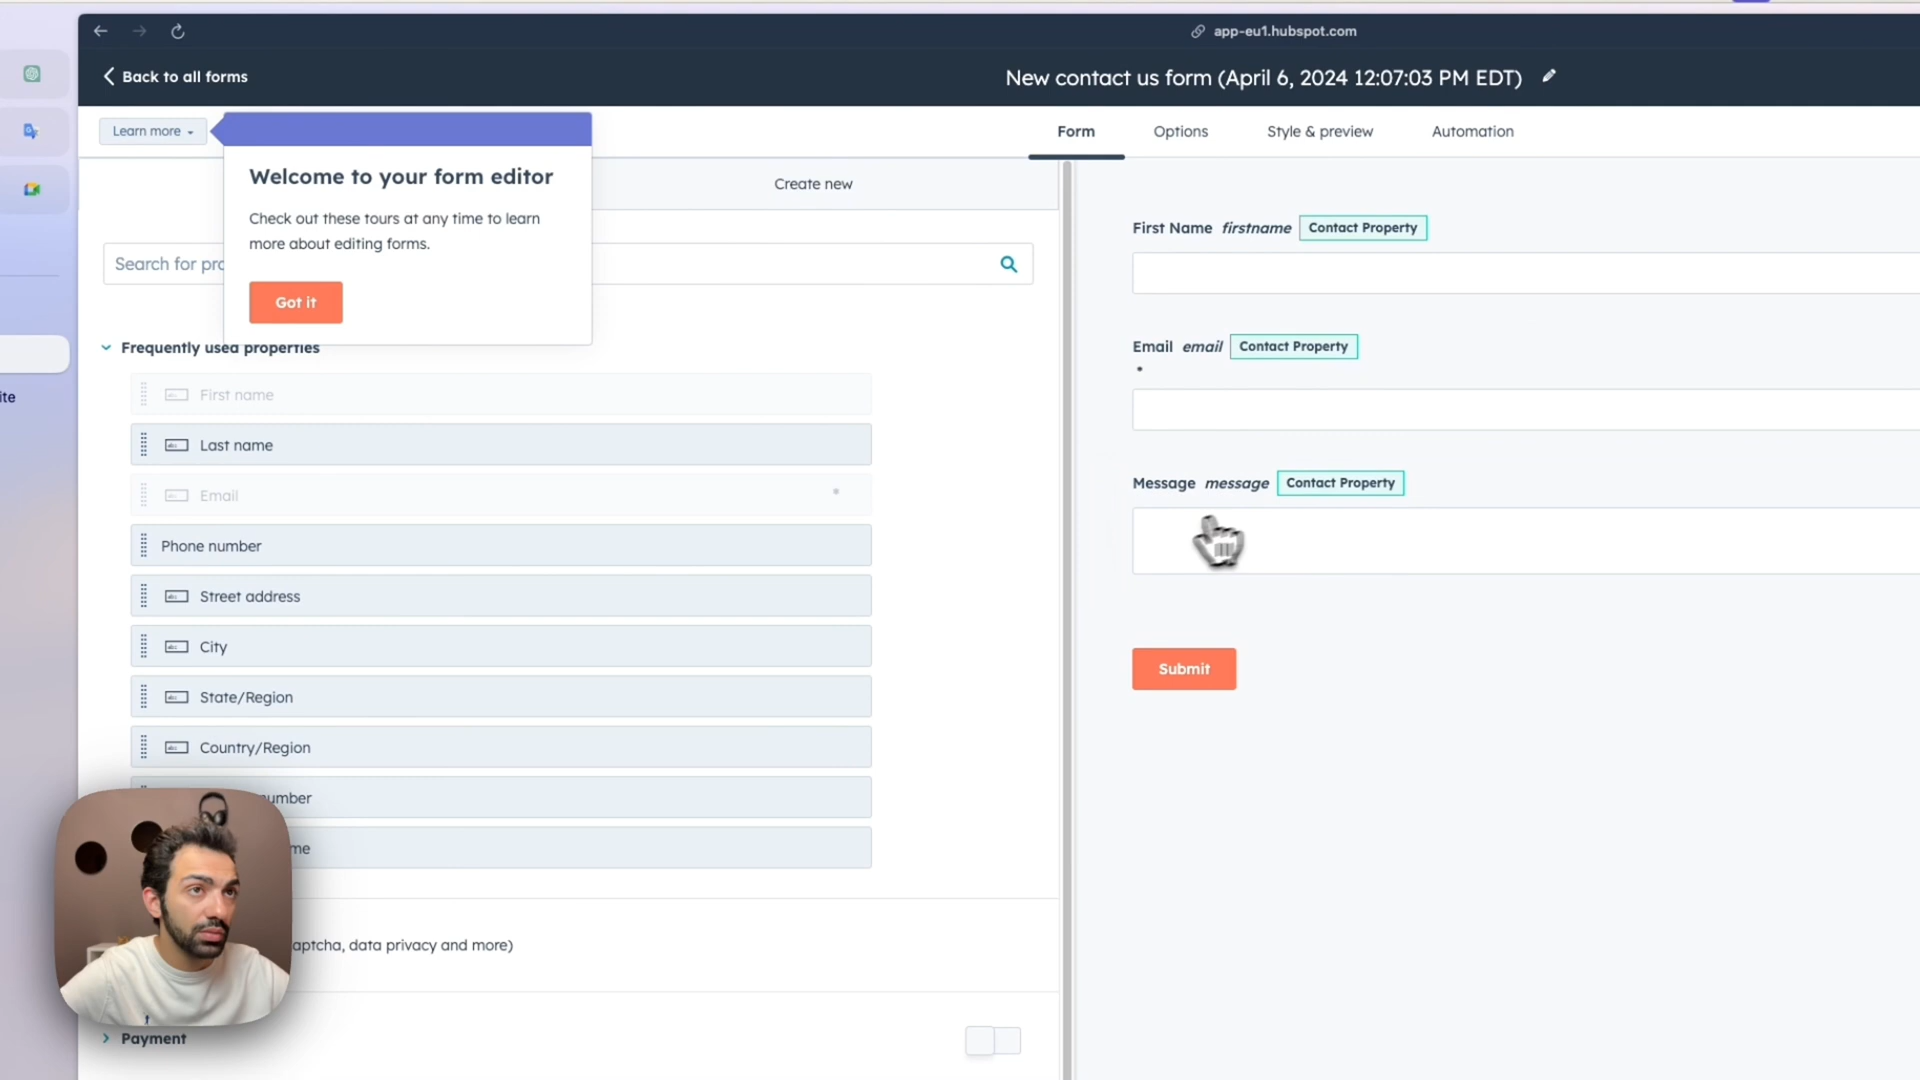 app-eu1.hubspot.com
Back to all forms
New contact us form (April 6, 2024 12:07:03 PM EDT)
Learn more
Form
Options
Style & preview
Automation
Welcome to your form editor
Check out these tours at any time to learn
more about editing forms.
Got it
Create new
Search for
Frequently used properties
First name
Last name
Email
Phone number
Street address
City
State/Region
Country/Region
data privacy and more)
Payment
First Name firstname Contact Property
Email email Contact Property
*
Message message Contact Property
Submit